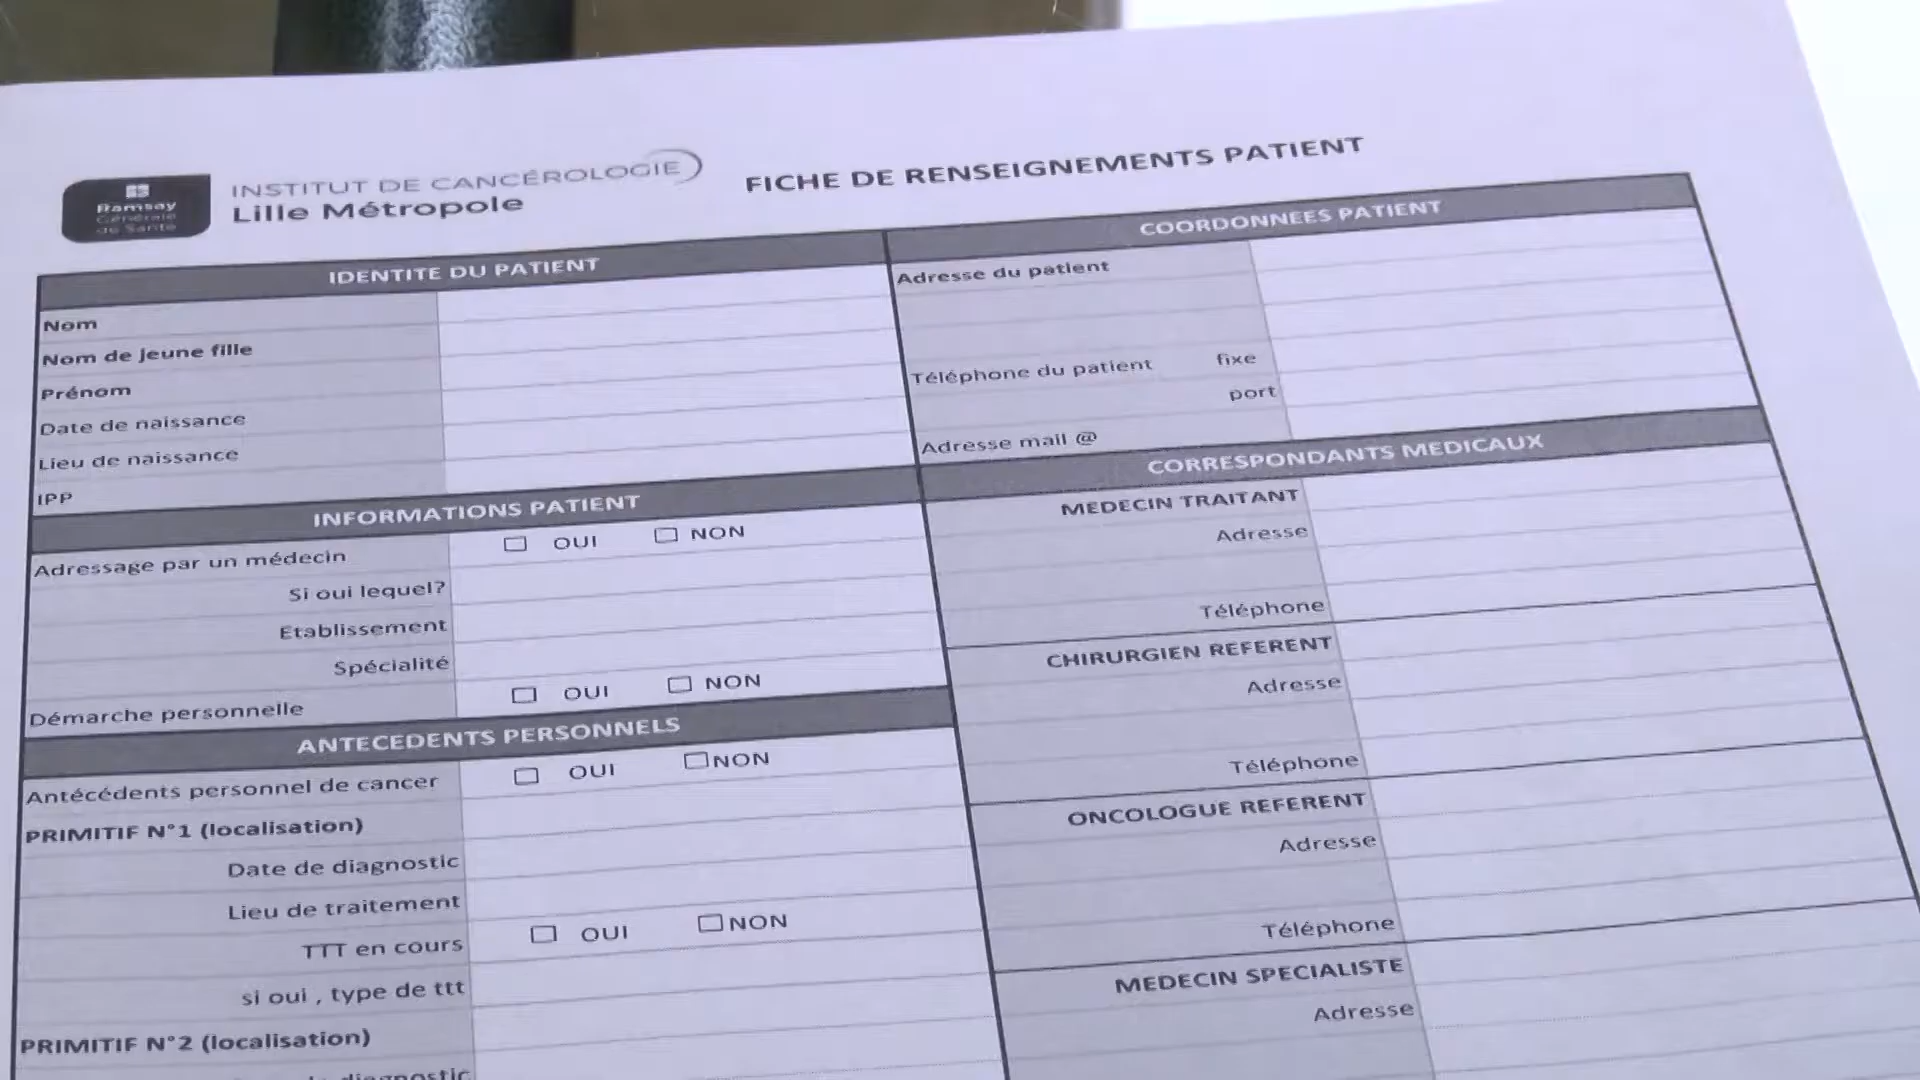 Ramsay
Générale
de Santé
INSTITUT DE CANCÉROLOGIE
Lille Métropole
FICHE DE RENSEIGNEMENTS PATIENT
IDENTITE DU PATIENT
Nom
Nom de jeune fille
Prénom
Date de naissance
Lieu de naissance
IPP
INFORMATIONS PATIENT
Adressage par un médecin OUI NON
Si oui lequel?
Etablissement
Spécialité
Démarche personnelle OUI NON
ANTECEDENTS PERSONNELS
Antécédents personnel de cancer OUI NON
PRIMITIF N°1 (localisation)
Date de diagnostic
Lieu de traitement
TTT en cours OUI NON
si oui , type de ttt
PRIMITIF N°2 (localisation)
diagnostic
COORDONNEES PATIENT
Adresse du patient
Téléphone du patient fixe
port
Adresse mail @
CORRESPONDANTS MEDICAUX
MEDECIN TRAITANT
Adresse
Téléphone
CHIRURGIEN REFERENT
Adresse
Téléphone
ONCOLOGUE REFERENT
Adresse
Téléphone
MEDECIN SPECIALISTE
Adresse